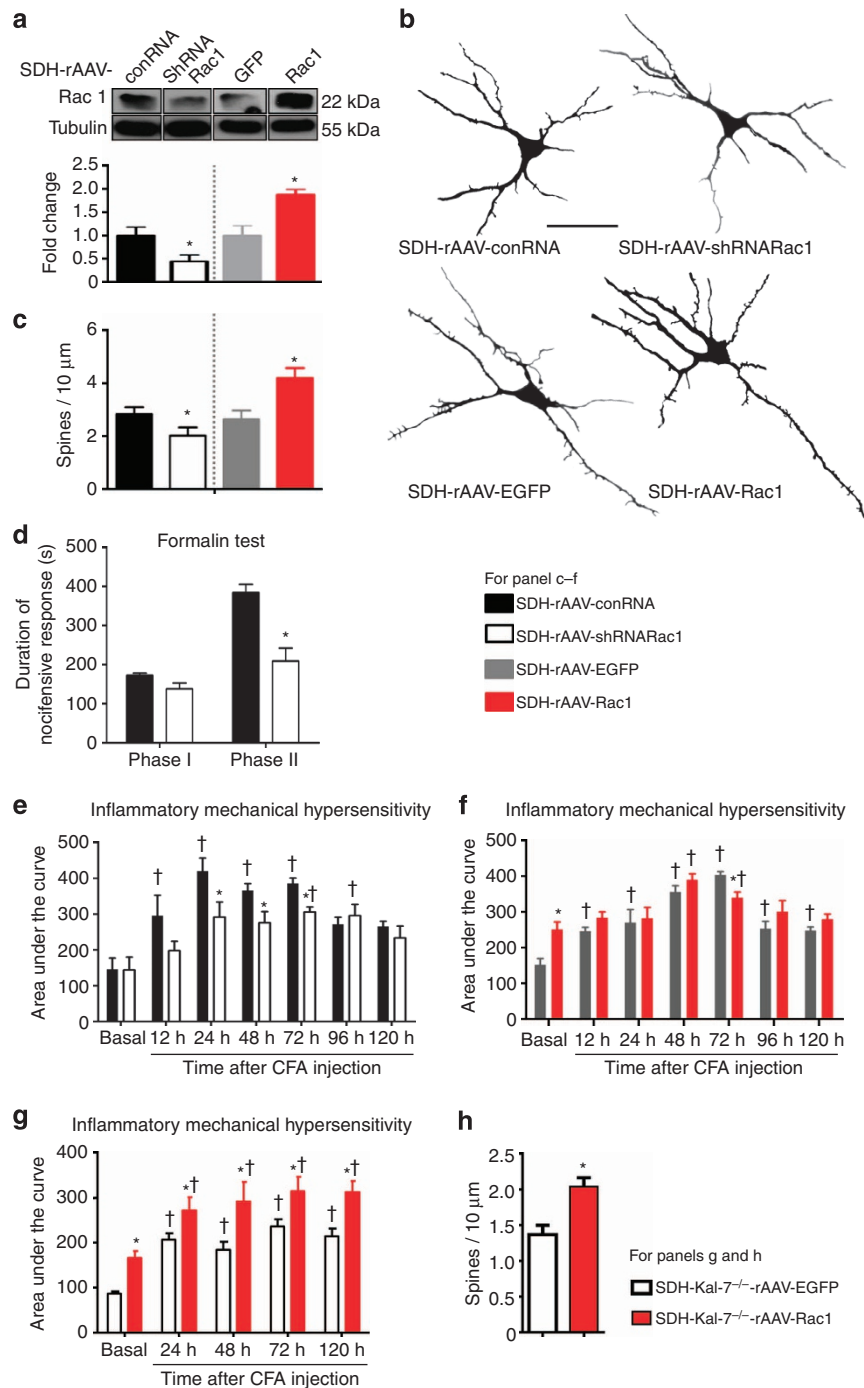 a
SDH-rAAV- conRNA ShRNA Rac1 GFP Rac1
Rac 1 22 kDa
Tubulin 55 kDa
Fold change
2.5
2.0
1.5
1.0
0.5
0
* *
b
SDH-rAAV-conRNA SDH-rAAV-shRNARac1
SDH-rAAV-EGFP SDH-rAAV-Rac1
c
Spines / 10 μm
6
4
2
0
* *
d
Formalin test
Duration of
nocifensive response (s)
500
400
300
200
100
0
*
Phase I Phase II
For panel c–f
SDH-rAAV-conRNA
SDH-rAAV-shRNARac1
SDH-rAAV-EGFP
SDH-rAAV-Rac1
e
Inflammatory mechanical hypersensitivity
Area under the curve
500
400
300
200
100
0
† † * † * † *† †
Basal 12 h 24 h 48 h 72 h 96 h 120 h
Time after CFA injection
f
Inflammatory mechanical hypersensitivity
Area under the curve
500
400
300
200
100
0
* † † † † † *† † †
Basal 12 h 24 h 48 h 72 h 96 h 120 h
Time after CFA injection
g
Inflammatory mechanical hypersensitivity
Area under the curve
400
300
200
100
0
* † *† † *† † *† † *†
Basal 24 h 48 h 72 h 120 h
Time after CFA injection
h
Spines / 10 μm
2.5
2.0
1.5
1.0
1.5
0
*
For panels g and h
SDH-Kal-7–/–-rAAV-EGFP
SDH-Kal-7–/–-rAAV-Rac1